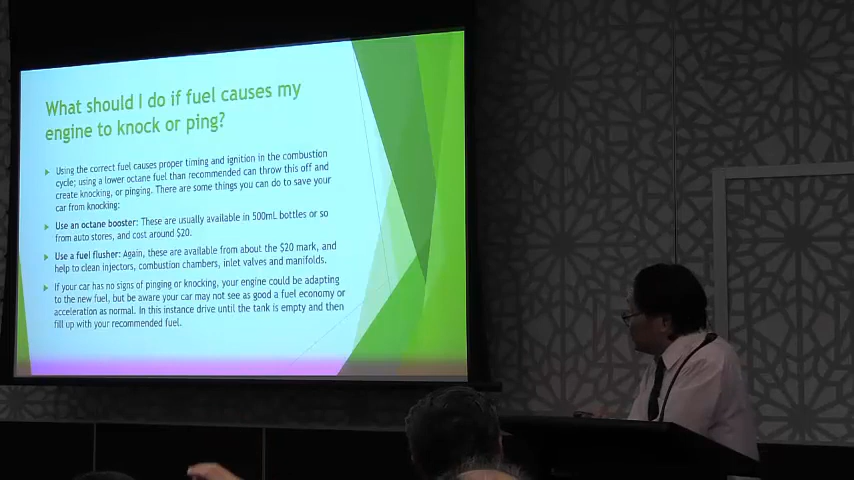 What should I do if fuel causes my
engine to knock or ping?
Using the correct fuel causes proper timing and ignition in the combustion
cycle; using a lower octane fuel than recommended can throw this off and
create knocking, or pinging. There are some things you can do to save your
car from knocking:
Use an octane booster: These are usually available in 500mL bottles or so
from auto stores, and cost around $20.
Use a fuel flusher: Again, these are available from about the $20 mark, and
help to clean injectors, combustion chambers, inlet valves and manifolds.
If your car has no signs of pinging or knocking, your engine could be adapting
to the new fuel, but be aware your car may not see as good a fuel economy or
acceleration as normal. In this instance drive until the tank is empty and then
fill up with your recommended fuel.